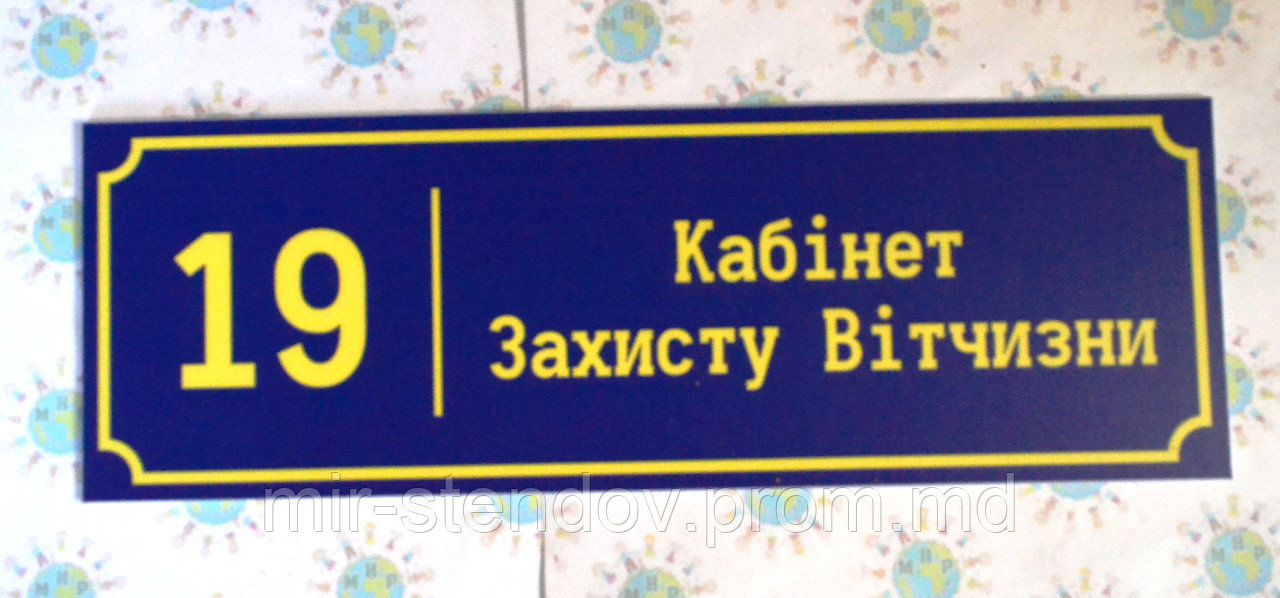 19
Кабінет
Захисту Вітчизни
mir-stendov.prom.md